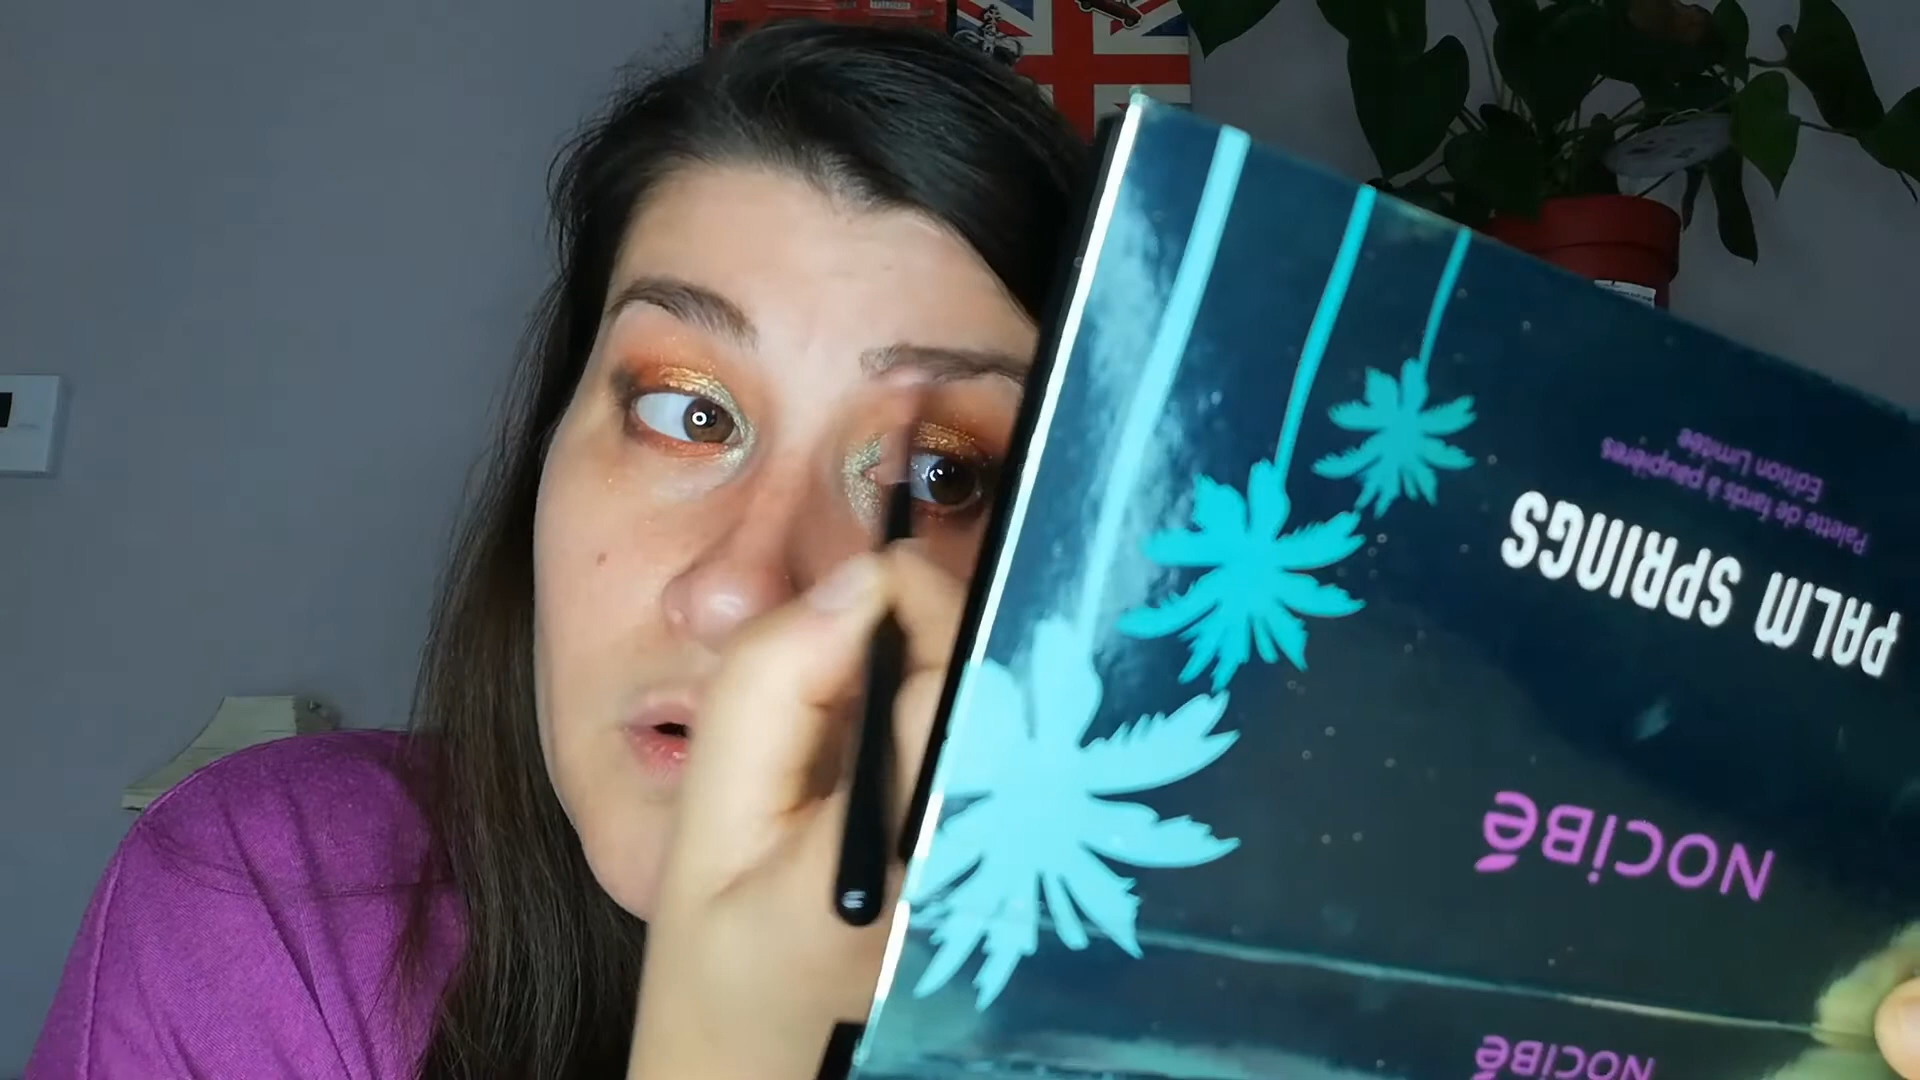 NOCIBÉ
NOCIBÉ
PALM SPRINGS
Palette de fards à paupières
Edition Limitée